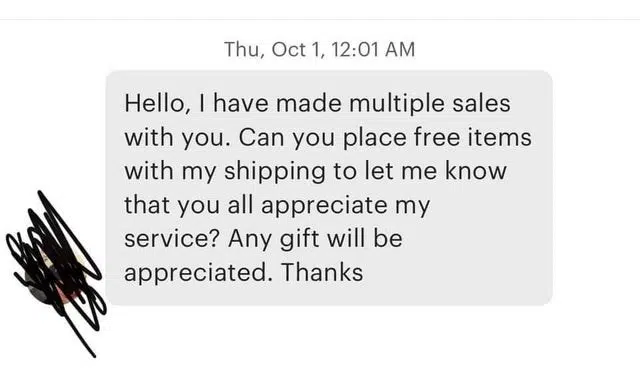 Thu, Oct 1, 12:01 AM
Hello, I have made multiple sales
with you. Can you place free items
with my shipping to let me know
that you all appreciate my
service? Any gift will be
appreciated. Thanks